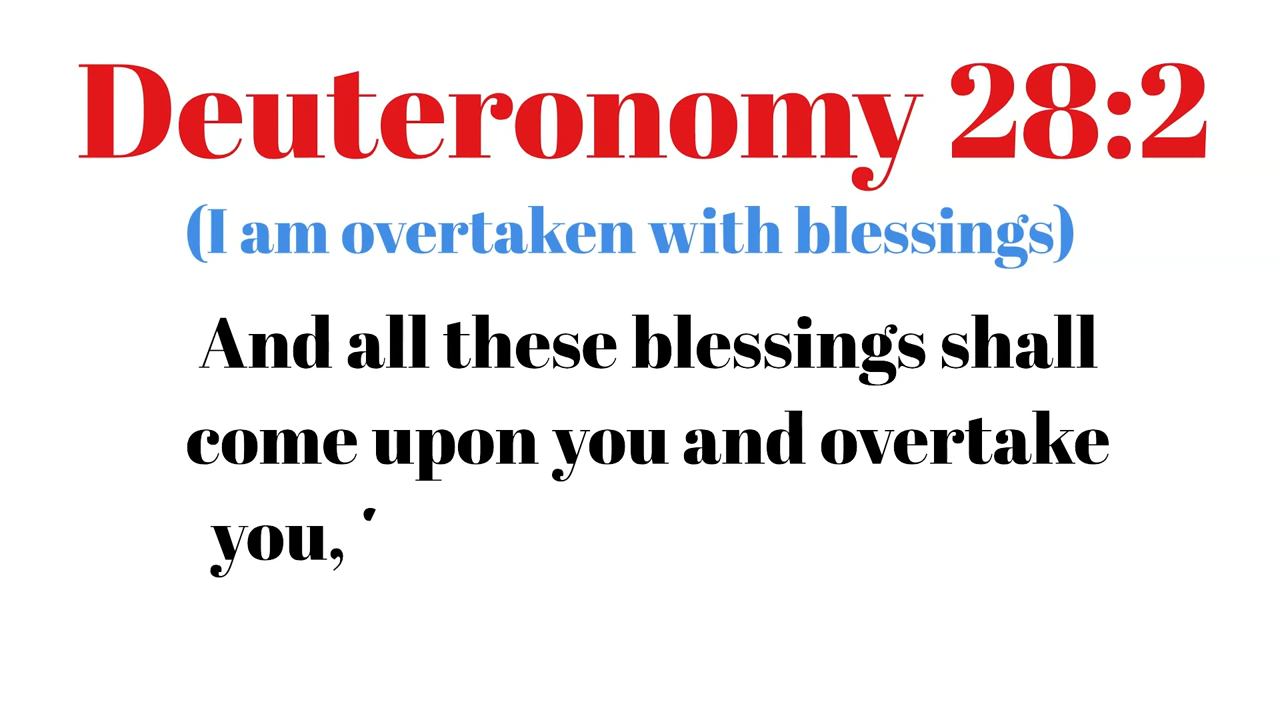 Deuteronomy 28:2
(I am overtaken with blessings)
And all these blessings shall
come upon you and overtake
you,